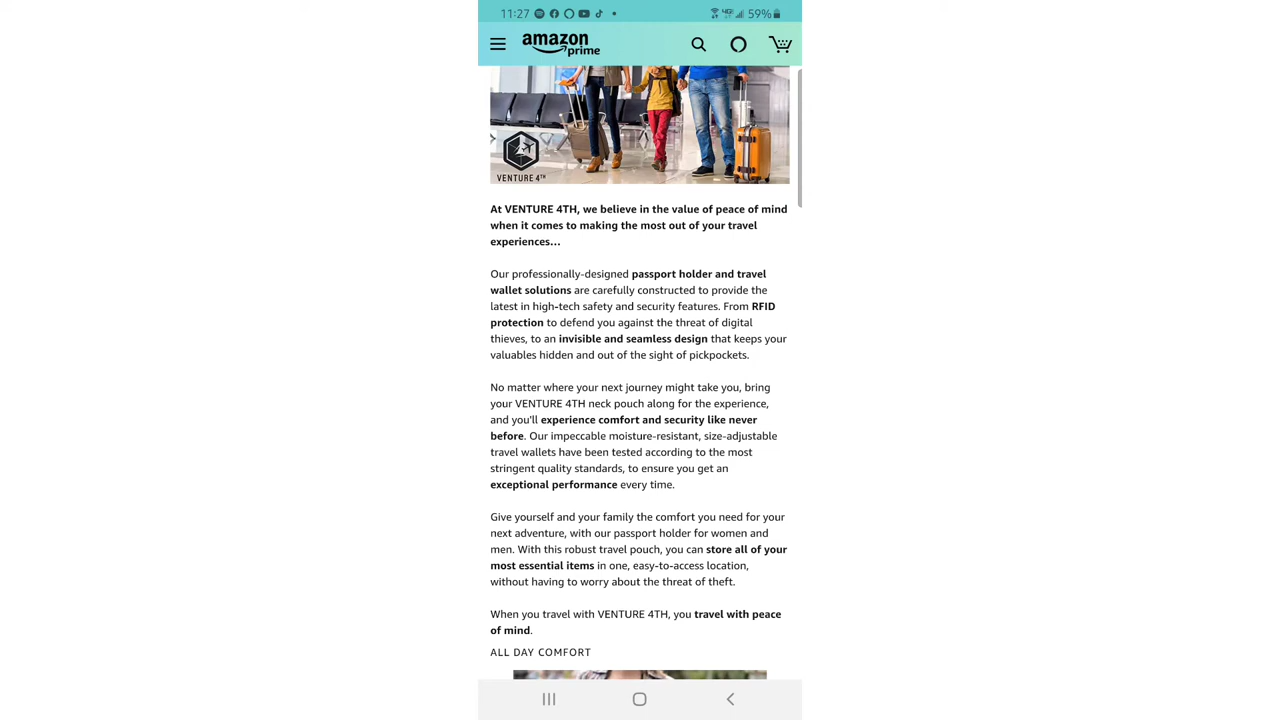 11:27
4G
59%
amazon
prime
VENTURE 4TH
At VENTURE 4TH, we believe in the value of peace of mind
when it comes to making the most out of your travel
experiences...
Our professionally-designed passport holder and travel
wallet solutions are carefully constructed to provide the
latest in high-tech safety and security features. From RFID
protection to defend you against the threat of digital
thieves, to an invisible and seamless design that keeps your
valuables hidden and out of the sight of pickpockets.
No matter where your next journey might take you, bring
your VENTURE 4TH neck pouch along for the experience,
and you'll experience comfort and security like never
before. Our impeccable moisture-resistant, size-adjustable
travel wallets have been tested according to the most
stringent quality standards, to ensure you get an
exceptional performance every time.
Give yourself and your family the comfort you need for your
next adventure, with our passport holder for women and
men. With this robust travel pouch, you can store all of your
most essential items in one, easy-to-access location,
without having to worry about the threat of theft.
When you travel with VENTURE 4TH, you travel with peace
of mind.
ALL DAY COMFORT